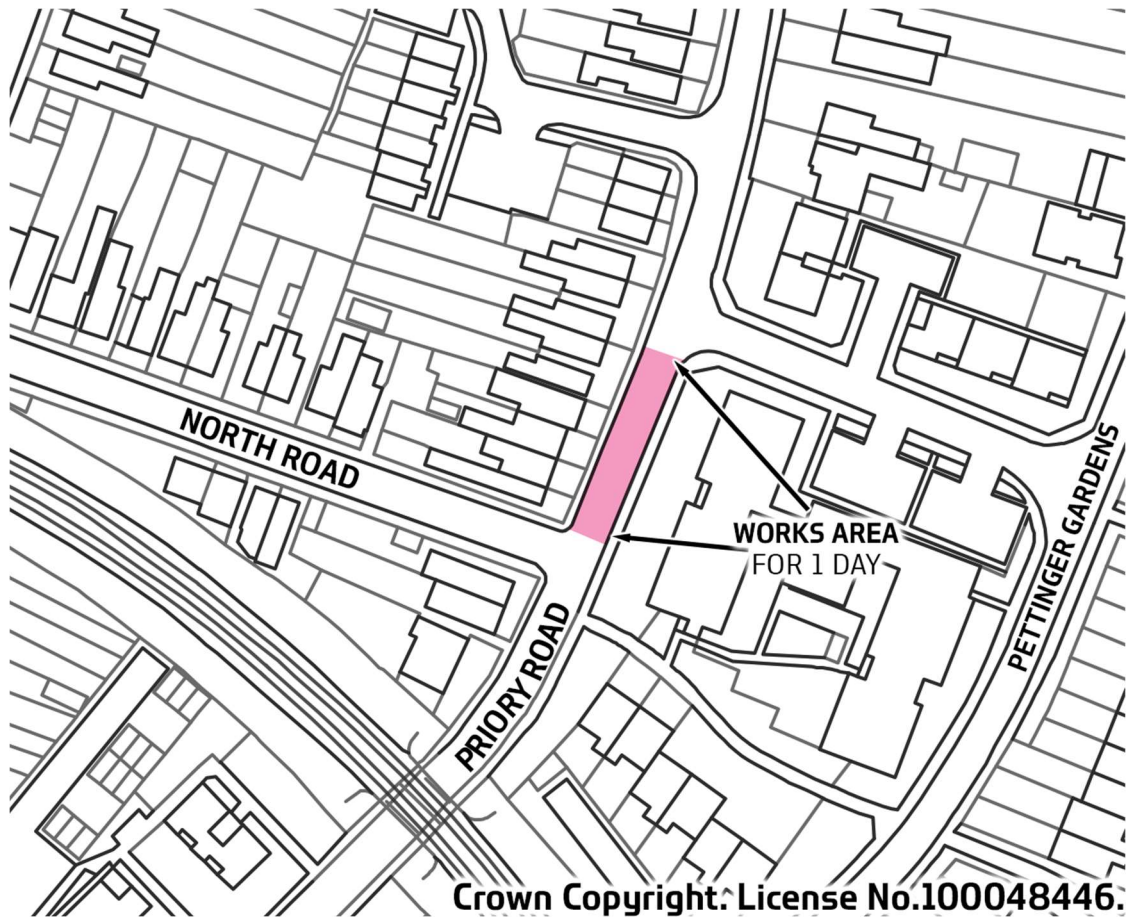 NORTH ROAD
WORKS AREA
FOR 1 DAY
PETTINGER GARDENS
PRIORY ROAD
Crown Copyright. License No.100048446.